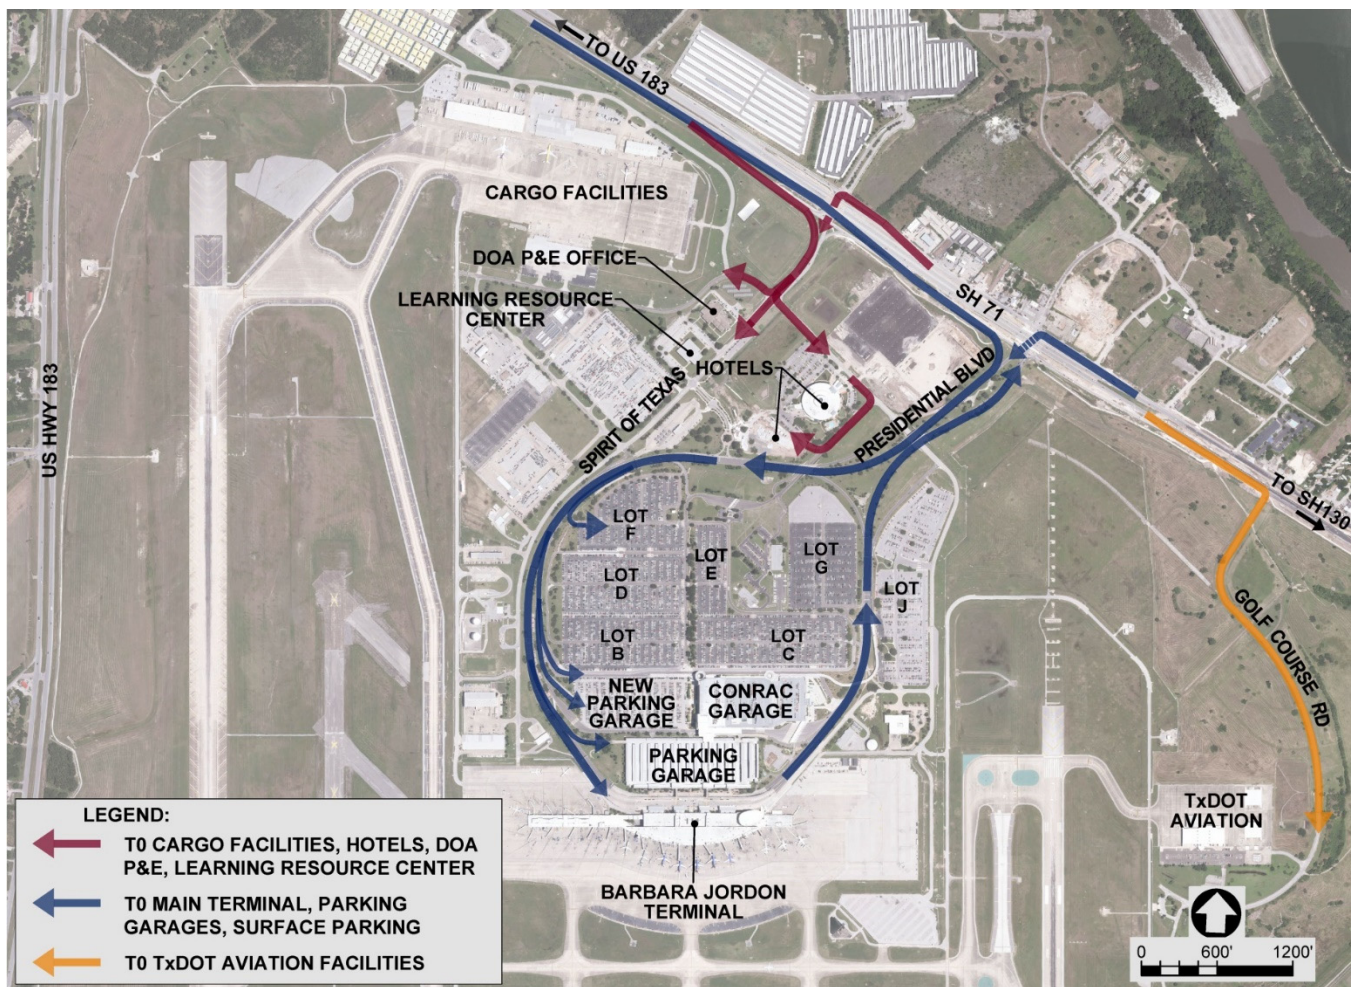 TO US 183
CARGO FACILITIES
DOA P&E OFFICE
LEARNING RESOURCE
CENTER
SH 71
HOTELS
PRESIDENTIAL BLVD
SPIRIT OF TEXAS
US HWY 183
TO SH130
GOLF COURSE RD
LOT
F
LOT
E
LOT
G
LOT
D
LOT
J
LOT
B
LOT
C
NEW
PARKING
GARAGE
CONRAC
GARAGE
PARKING
GARAGE
TxDOT
AVIATION
BARBARA JORDON
TERMINAL
LEGEND:
T0 CARGO FACILITIES, HOTELS, DOA
P&E, LEARNING RESOURCE CENTER
T0 MAIN TERMINAL, PARKING
GARAGES, SURFACE PARKING
T0 TxDOT AVIATION FACILITIES
0 600' 1200'